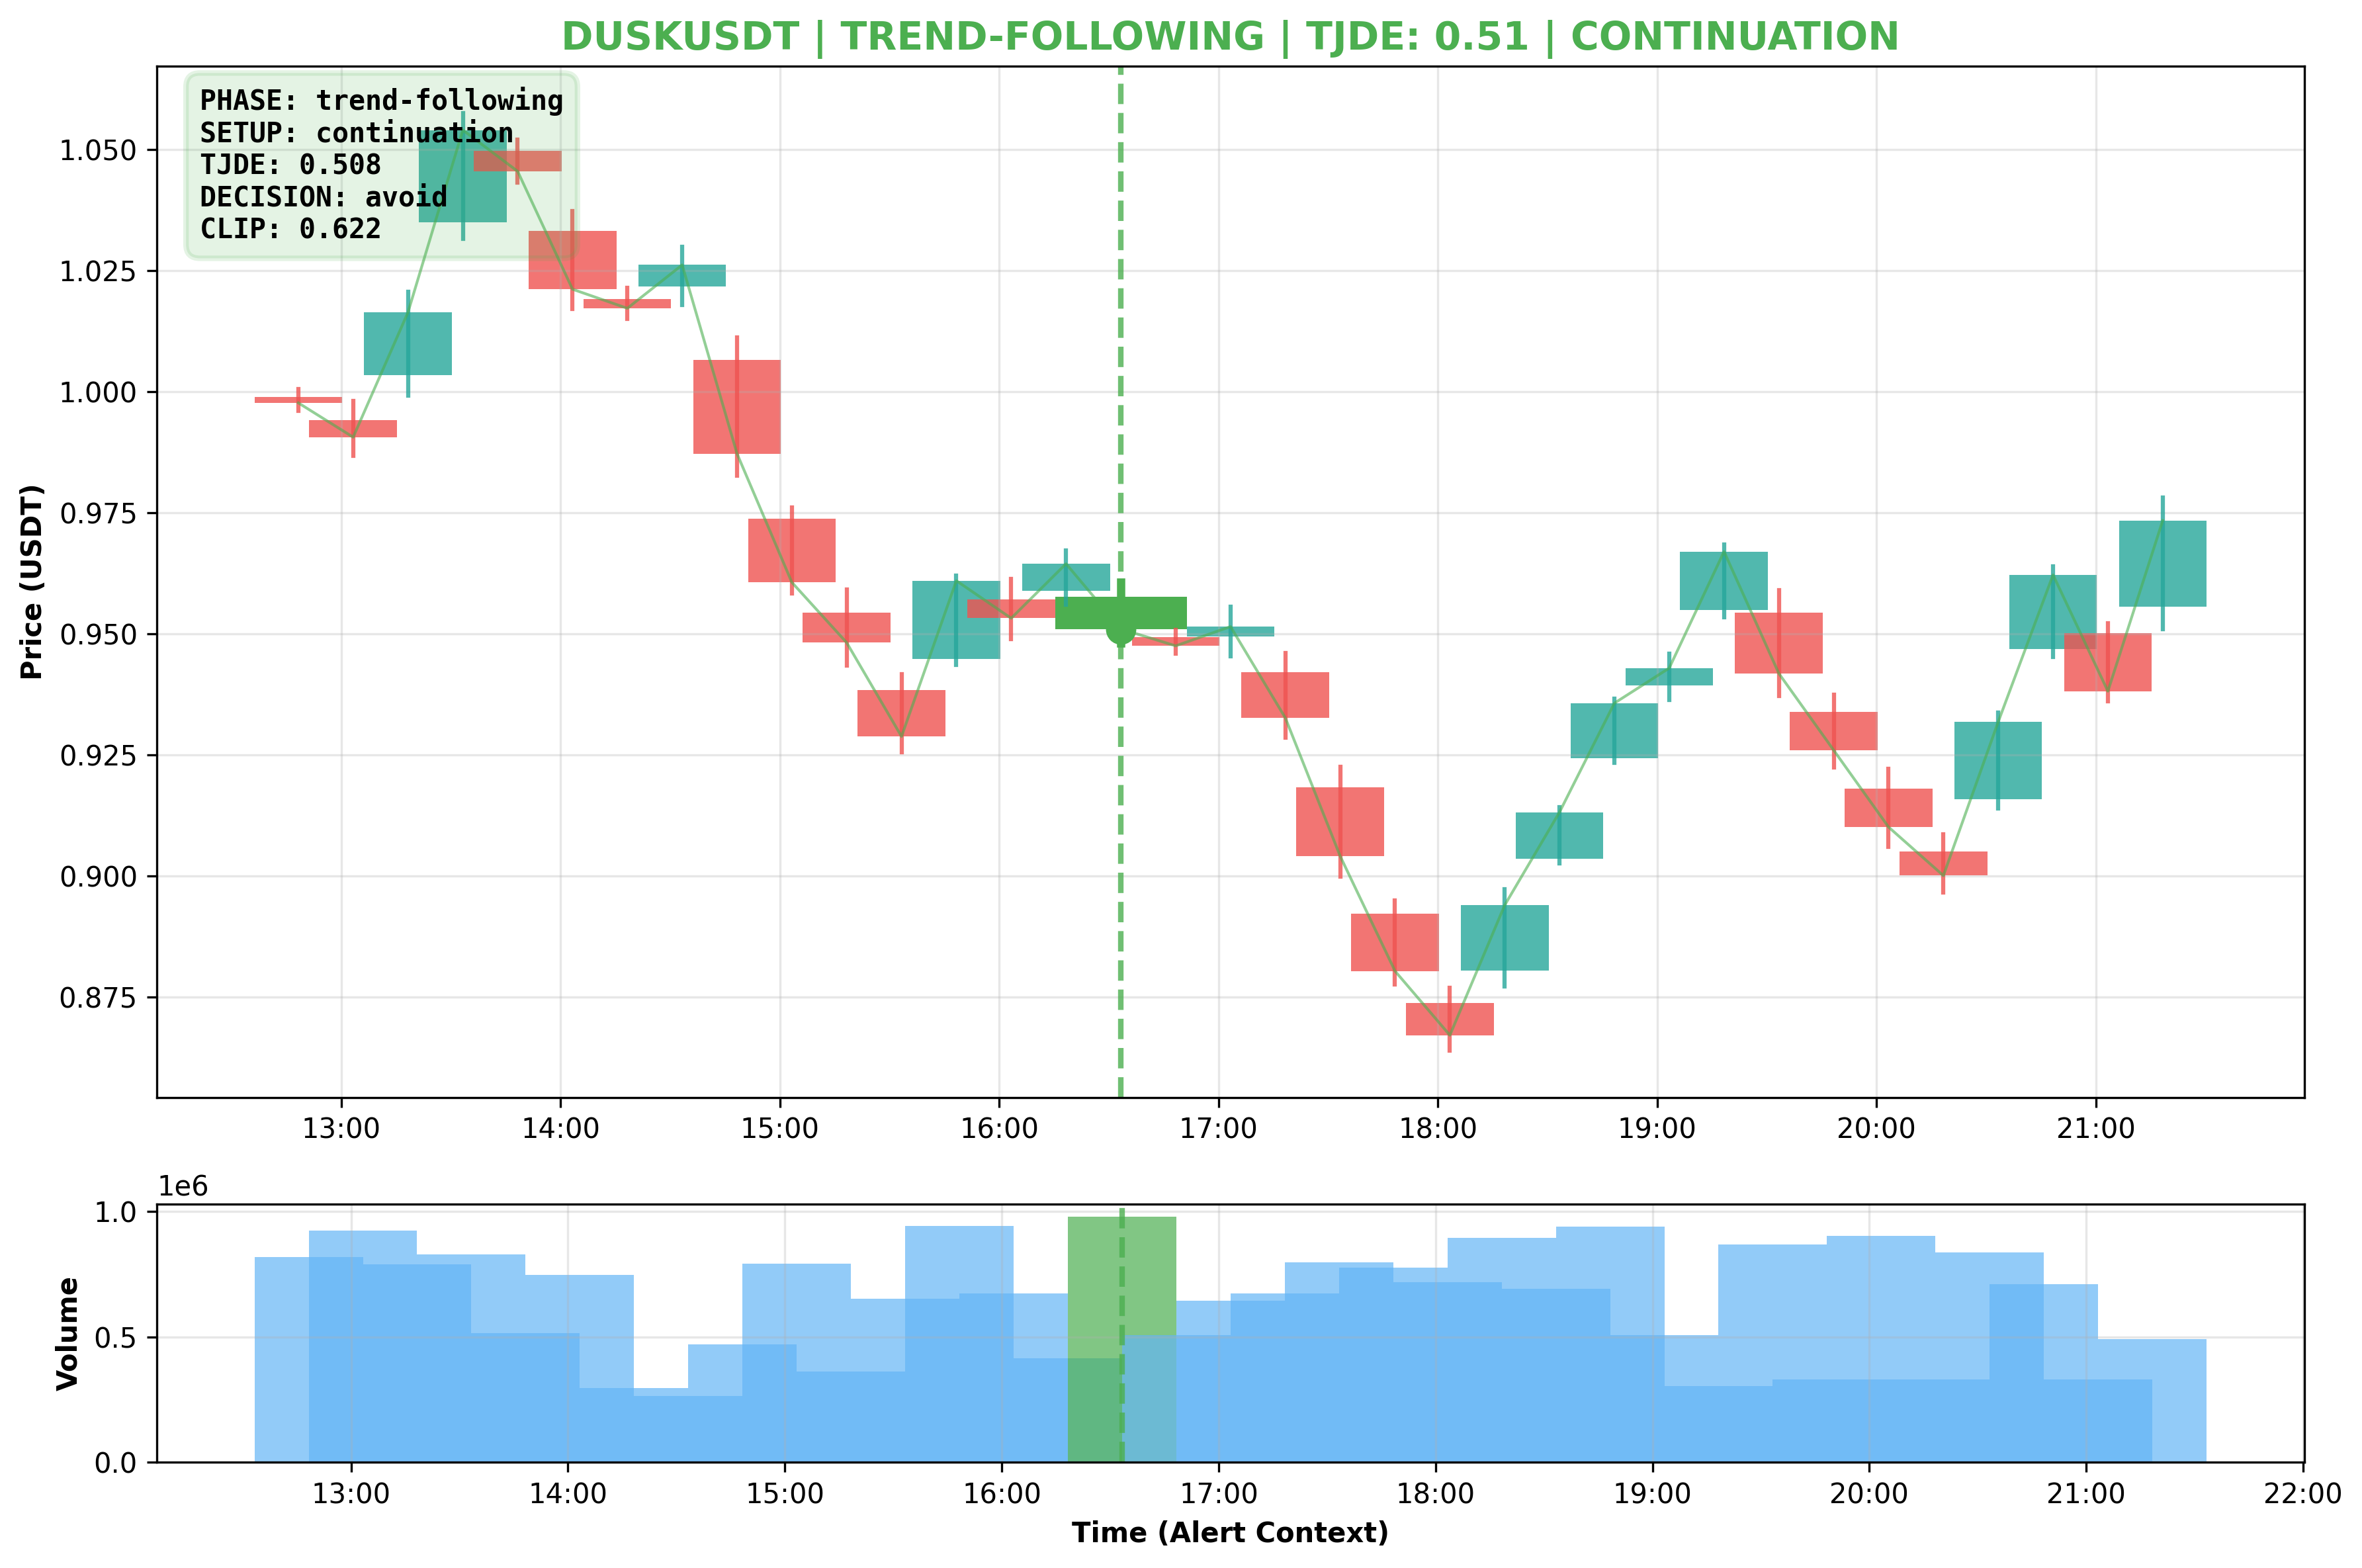 DUSKUSDT | TREND-FOLLOWING | TJDE: 0.51 | CONTINUATION
PHASE: trend-following
SETUP: continuation
TJDE: 0.508
DECISION: avoid
CLIP: 0.622
Price (USDT)
1.050
1.025
1.000
0.975
0.950
0.925
0.900
0.875
13:00 14:00 15:00 16:00 17:00 18:00 19:00 20:00 21:00
1e6
Volume
1.0
0.5
0.0
13:00 14:00 15:00 16:00 17:00 18:00 19:00 20:00 21:00 22:00
Time (Alert Context)